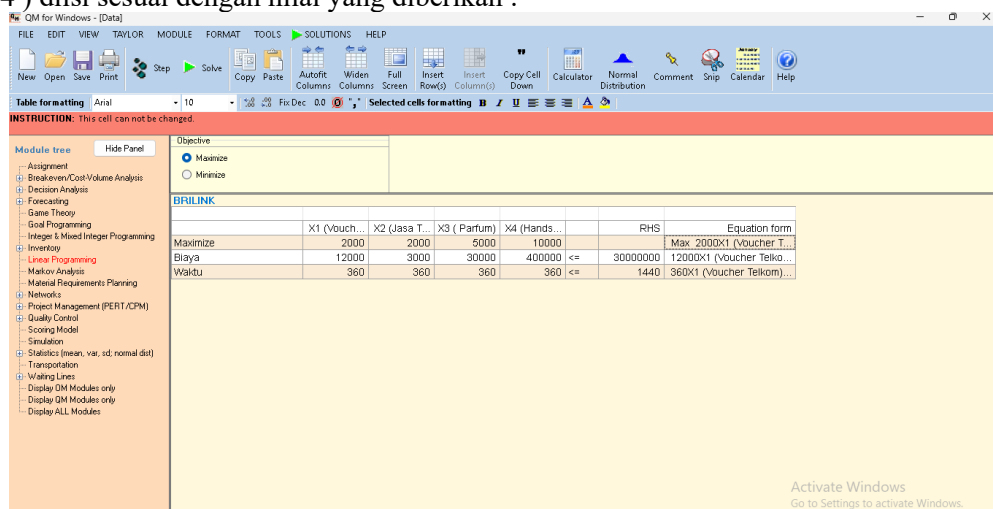 4 ) diisi sesuai dengan nilai yang diberikan :
QM for Windows - [Data]
FILE EDIT VIEW TAYLOR MODULE FORMAT TOOLS SOLUTIONS HELP
New Open Save Print Step Solve Copy Paste Autofit Columns Widen Columns Full Screen Insert Row(s) Insert Column(s) Copy Cell Down Calculator Normal Distribution Comment Snip Calendar Help
Table formatting Arial 10 Fix Dec 0.0 Selected cells formatting B I U
INSTRUCTION: This cell can not be changed.
Module tree Hide Panel
Assignment
Breakeven/Cost-Volume Analysis
Decision Analysis
Forecasting
Game Theory
Goal Programming
Integer & Mixed Integer Programming
Inventory
Linear Programming
Markov Analysis
Material Requirements Planning
Networks
Project Management (PERT/CPM)
Quality Control
Scoring Model
Simulation
Statistics (mean, var, sd; normal dist)
Transportation
Waiting Lines
Display OM Modules only
Display QM Modules only
Display ALL Modules
Objective
Maximize
Minimize
BRILINK
X1 (Vouch... X2 (Jasa T... X3 ( Parfum) X4 (Hands... RHS Equation form
Maximize 2000 2000 5000 10000 Max 2000X1 (Voucher T...
Biaya 12000 3000 30000 400000 <= 30000000 12000X1 (Voucher Telko...
Waktu 360 360 360 360 <= 1440 360X1 (Voucher Telkom)...
Activate Windows
Go to Settings to activate Windows.